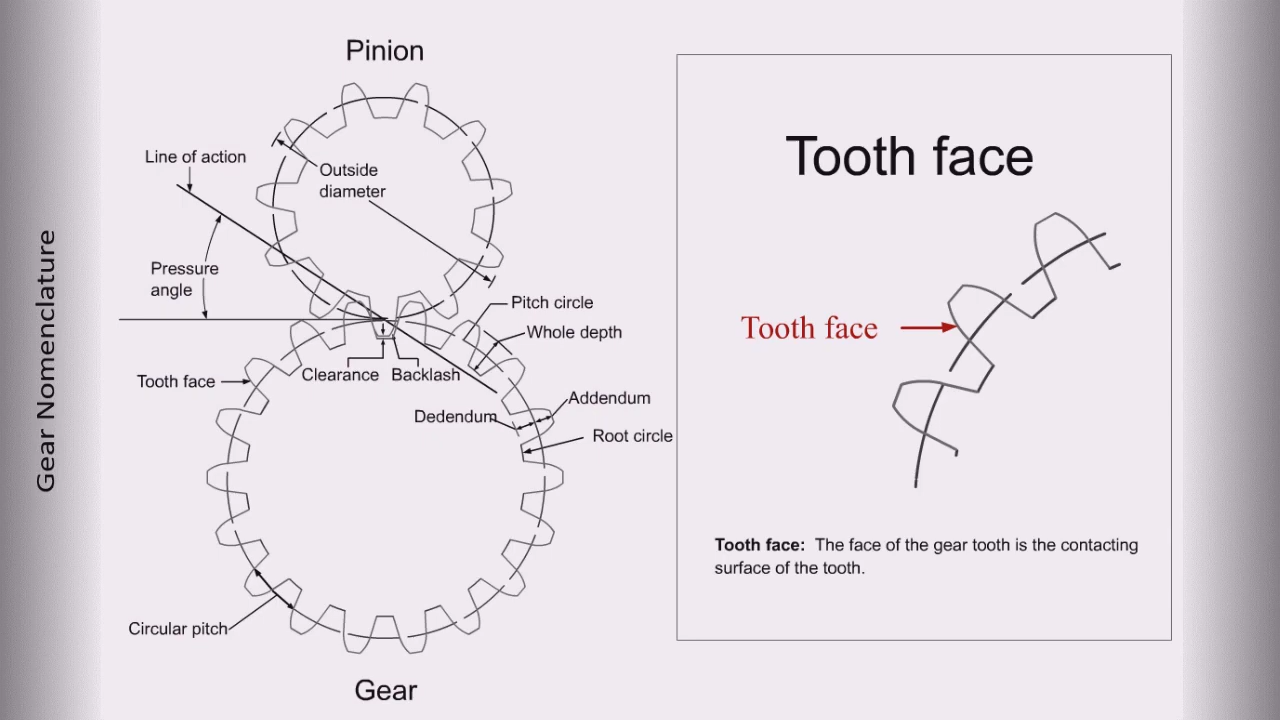 Gear Nomenclature
Pinion
Line of action
Outside
diameter
Pressure
angle
Pitch circle
Whole depth
Clearance
Backlash
Tooth face
Addendum
Dedendum
Root circle
Circular pitch
Gear
Tooth face
Tooth face
Tooth face: The face of the gear tooth is the contacting
surface of the tooth.